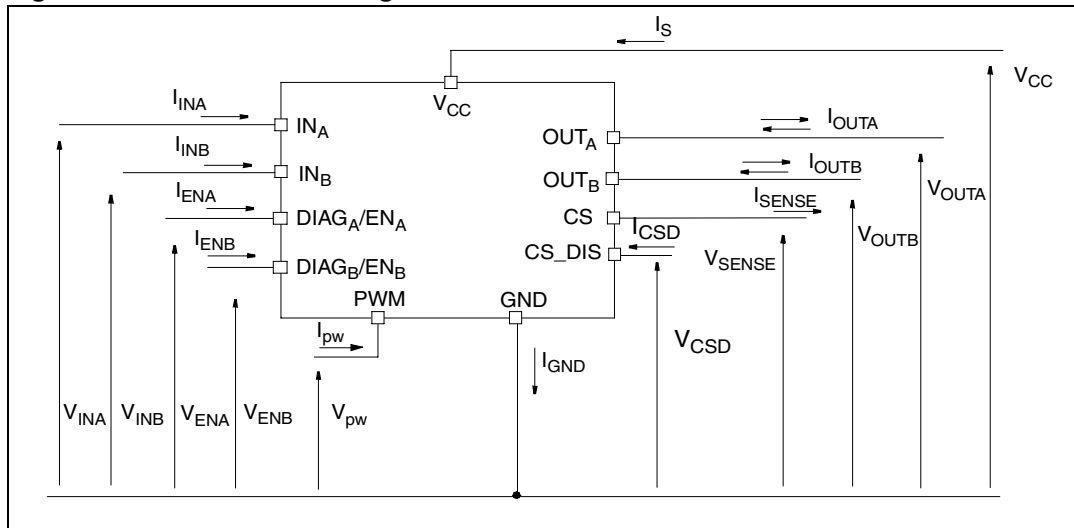 I_S
V_CC
V_CC
I_INA
IN_A
OUT_A
I_OUTA
I_INB
IN_B
OUT_B
I_OUTB
I_ENA
DIAG_A/EN_A
CS
I_SENSE
V_OUTA
I_ENB
DIAG_B/EN_B
CS_DIS
I_CSD
V_SENSE
V_OUTB
PWM
GND
I_pw
I_GND
V_CSD
V_INA
V_INB
V_ENA
V_ENB
V_pw